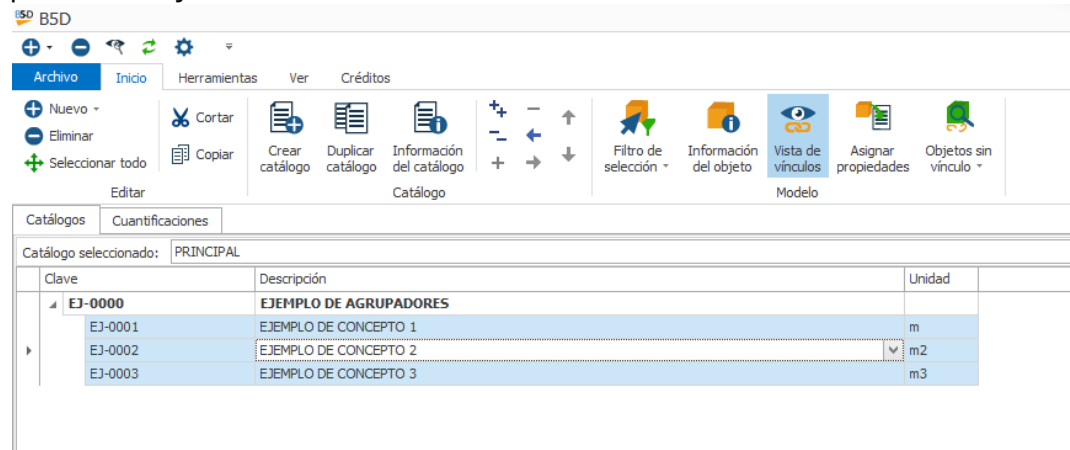 B5D B5D
Archivo Inicio Herramientas Ver Créditos
Nuevo
Eliminar
Seleccionar todo
Cortar
Copiar
Editar
Crear catálogo
Duplicar catálogo
Información del catálogo
Catálogo
Filtro de selección
Información del objeto
Vista de vínculos
Asignar propiedades
Objetos sin vínculo
Modelo
Catálogos Cuantificaciones
Catálogo seleccionado: PRINCIPAL
Clave Descripción Unidad
EJ-0000 EJEMPLO DE AGRUPADORES
EJ-0001 EJEMPLO DE CONCEPTO 1 m
EJ-0002 EJEMPLO DE CONCEPTO 2 m2
EJ-0003 EJEMPLO DE CONCEPTO 3 m3